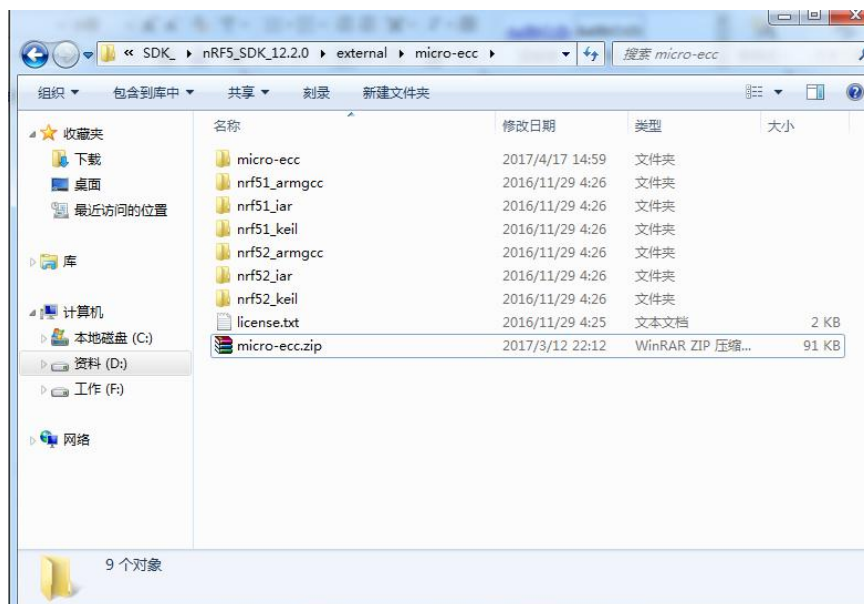 « SDK_ ▸ nRF5_SDK_12.2.0 ▸ external ▸ micro-ecc ▸
搜索 micro-ecc
组织 包含到库中 共享 刻录 新建文件夹
名称 修改日期 类型 大小
收藏夹
下载
桌面
最近访问的位置
库
计算机
本地磁盘 (C:)
资料 (D:)
工作 (F:)
网络
micro-ecc 2017/4/17 14:59 文件夹
nrf51_armgcc 2016/11/29 4:26 文件夹
nrf51_iar 2016/11/29 4:26 文件夹
nrf51_keil 2016/11/29 4:26 文件夹
nrf52_armgcc 2016/11/29 4:26 文件夹
nrf52_iar 2016/11/29 4:26 文件夹
nrf52_keil 2016/11/29 4:26 文件夹
license.txt 2016/11/29 4:25 文本文档 2 KB
micro-ecc.zip 2017/3/12 22:12 WinRAR ZIP 压缩... 91 KB
9 个对象